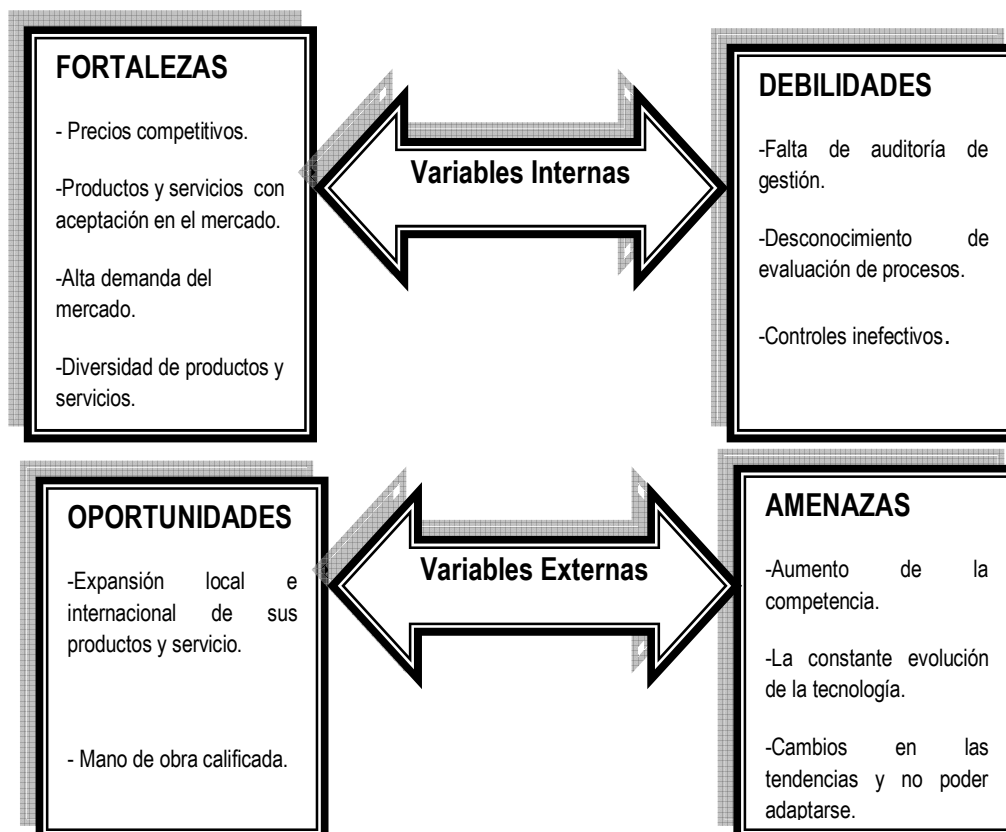 FORTALEZAS
- Precios competitivos.
-Productos y servicios con
aceptación en el mercado.
-Alta demanda del
mercado.
-Diversidad de productos y
servicios.
Variables Internas
DEBILIDADES
-Falta de auditoría de
gestión.
-Desconocimiento de
evaluación de procesos.
-Controles inefectivos.
OPORTUNIDADES
-Expansión local e
internacional de sus
productos y servicio.
- Mano de obra calificada.
Variables Externas
AMENAZAS
-Aumento de la
competencia.
-La constante evolución
de la tecnología.
-Cambios en las
tendencias y no poder
adaptarse.